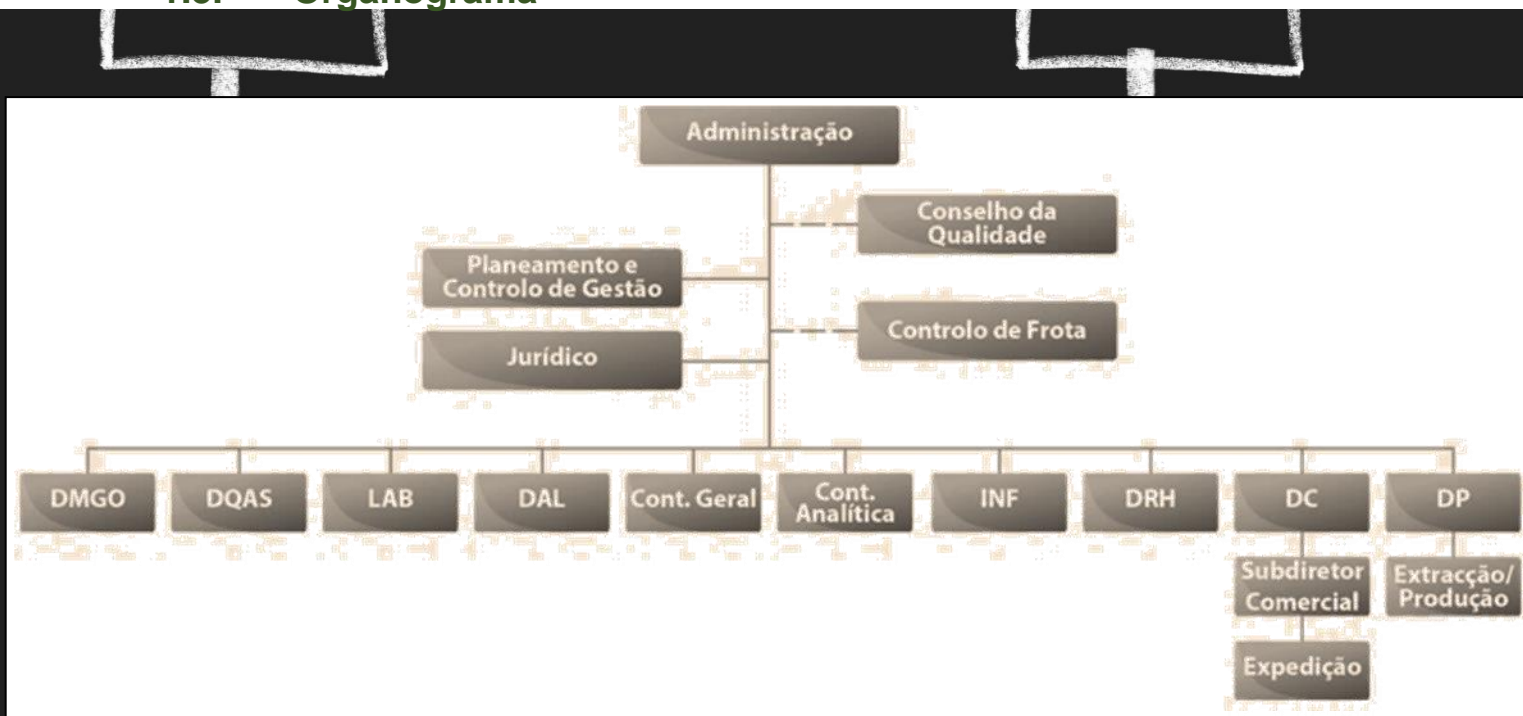 Organograma
Administração
Conselho da
Qualidade
Planeamento e
Controlo de Gestão
Controlo de Frota
Jurídico
DMGO
DQAS
LAB
DAL
Cont. Geral
Cont.
Analítica
INF
DRH
DC
DP
Subdiretor
Comercial
Extracção/
Produção
Expedição